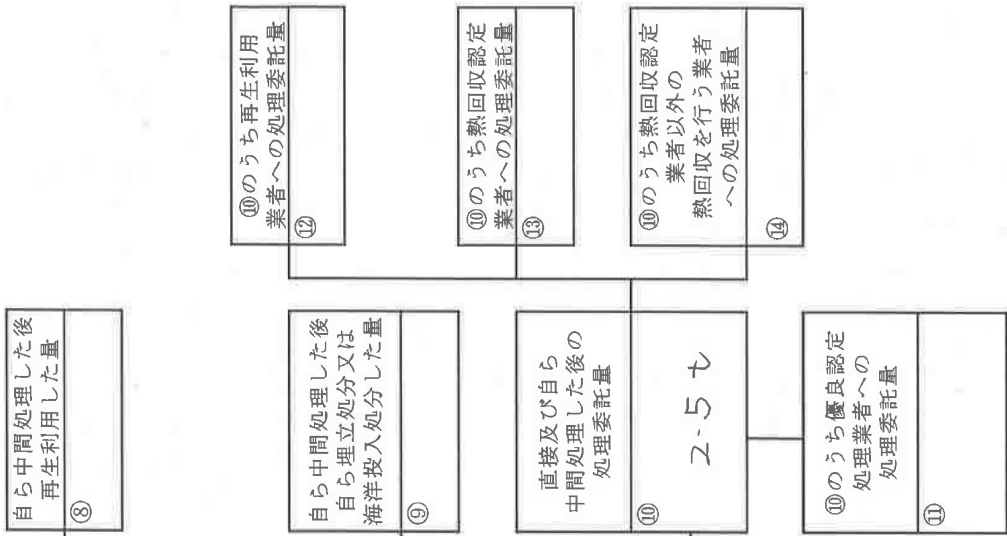 自ら中間処理した後
再生利用した量
⑧
自ら中間処理した後
自ら埋立処分又は
海洋投入処分した量
⑨
直接及び自ら
中間処理した後の
処理委託量
⑩
2.5 t
⑩のうち優良認定
処理業者への
処理委託量
⑪
⑩のうち再生利用
業者への処理委託量
⑫
⑩のうち熱回収認定
業者への処理委託量
⑬
⑩のうち熱回収認定
業者以外の
熱回収を行う業者
への処理委託量
⑭